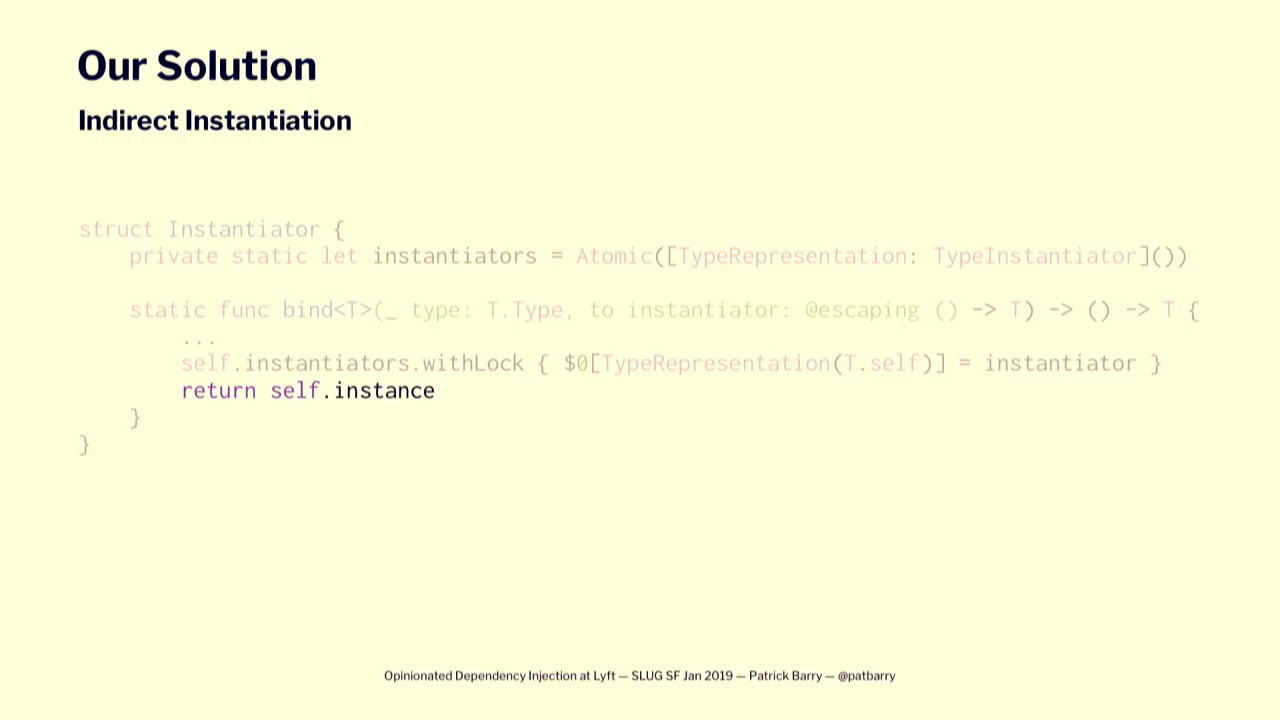 Our Solution
Indirect Instantiation
struct Instantiator {
    private static let instantiators = Atomic([TypeRepresentation: TypeInstantiator]())
    static func bind<T>(_ type: T.Type, to instantiator: @escaping () -> T) -> () -> T {
        ...
        self.instantiators.withLock { $0[TypeRepresentation(T.self)] = instantiator }
        return self.instance
    }
}
Opinionated Dependency Injection at Lyft — SLUG SF Jan 2019 — Patrick Barry — @patbarry